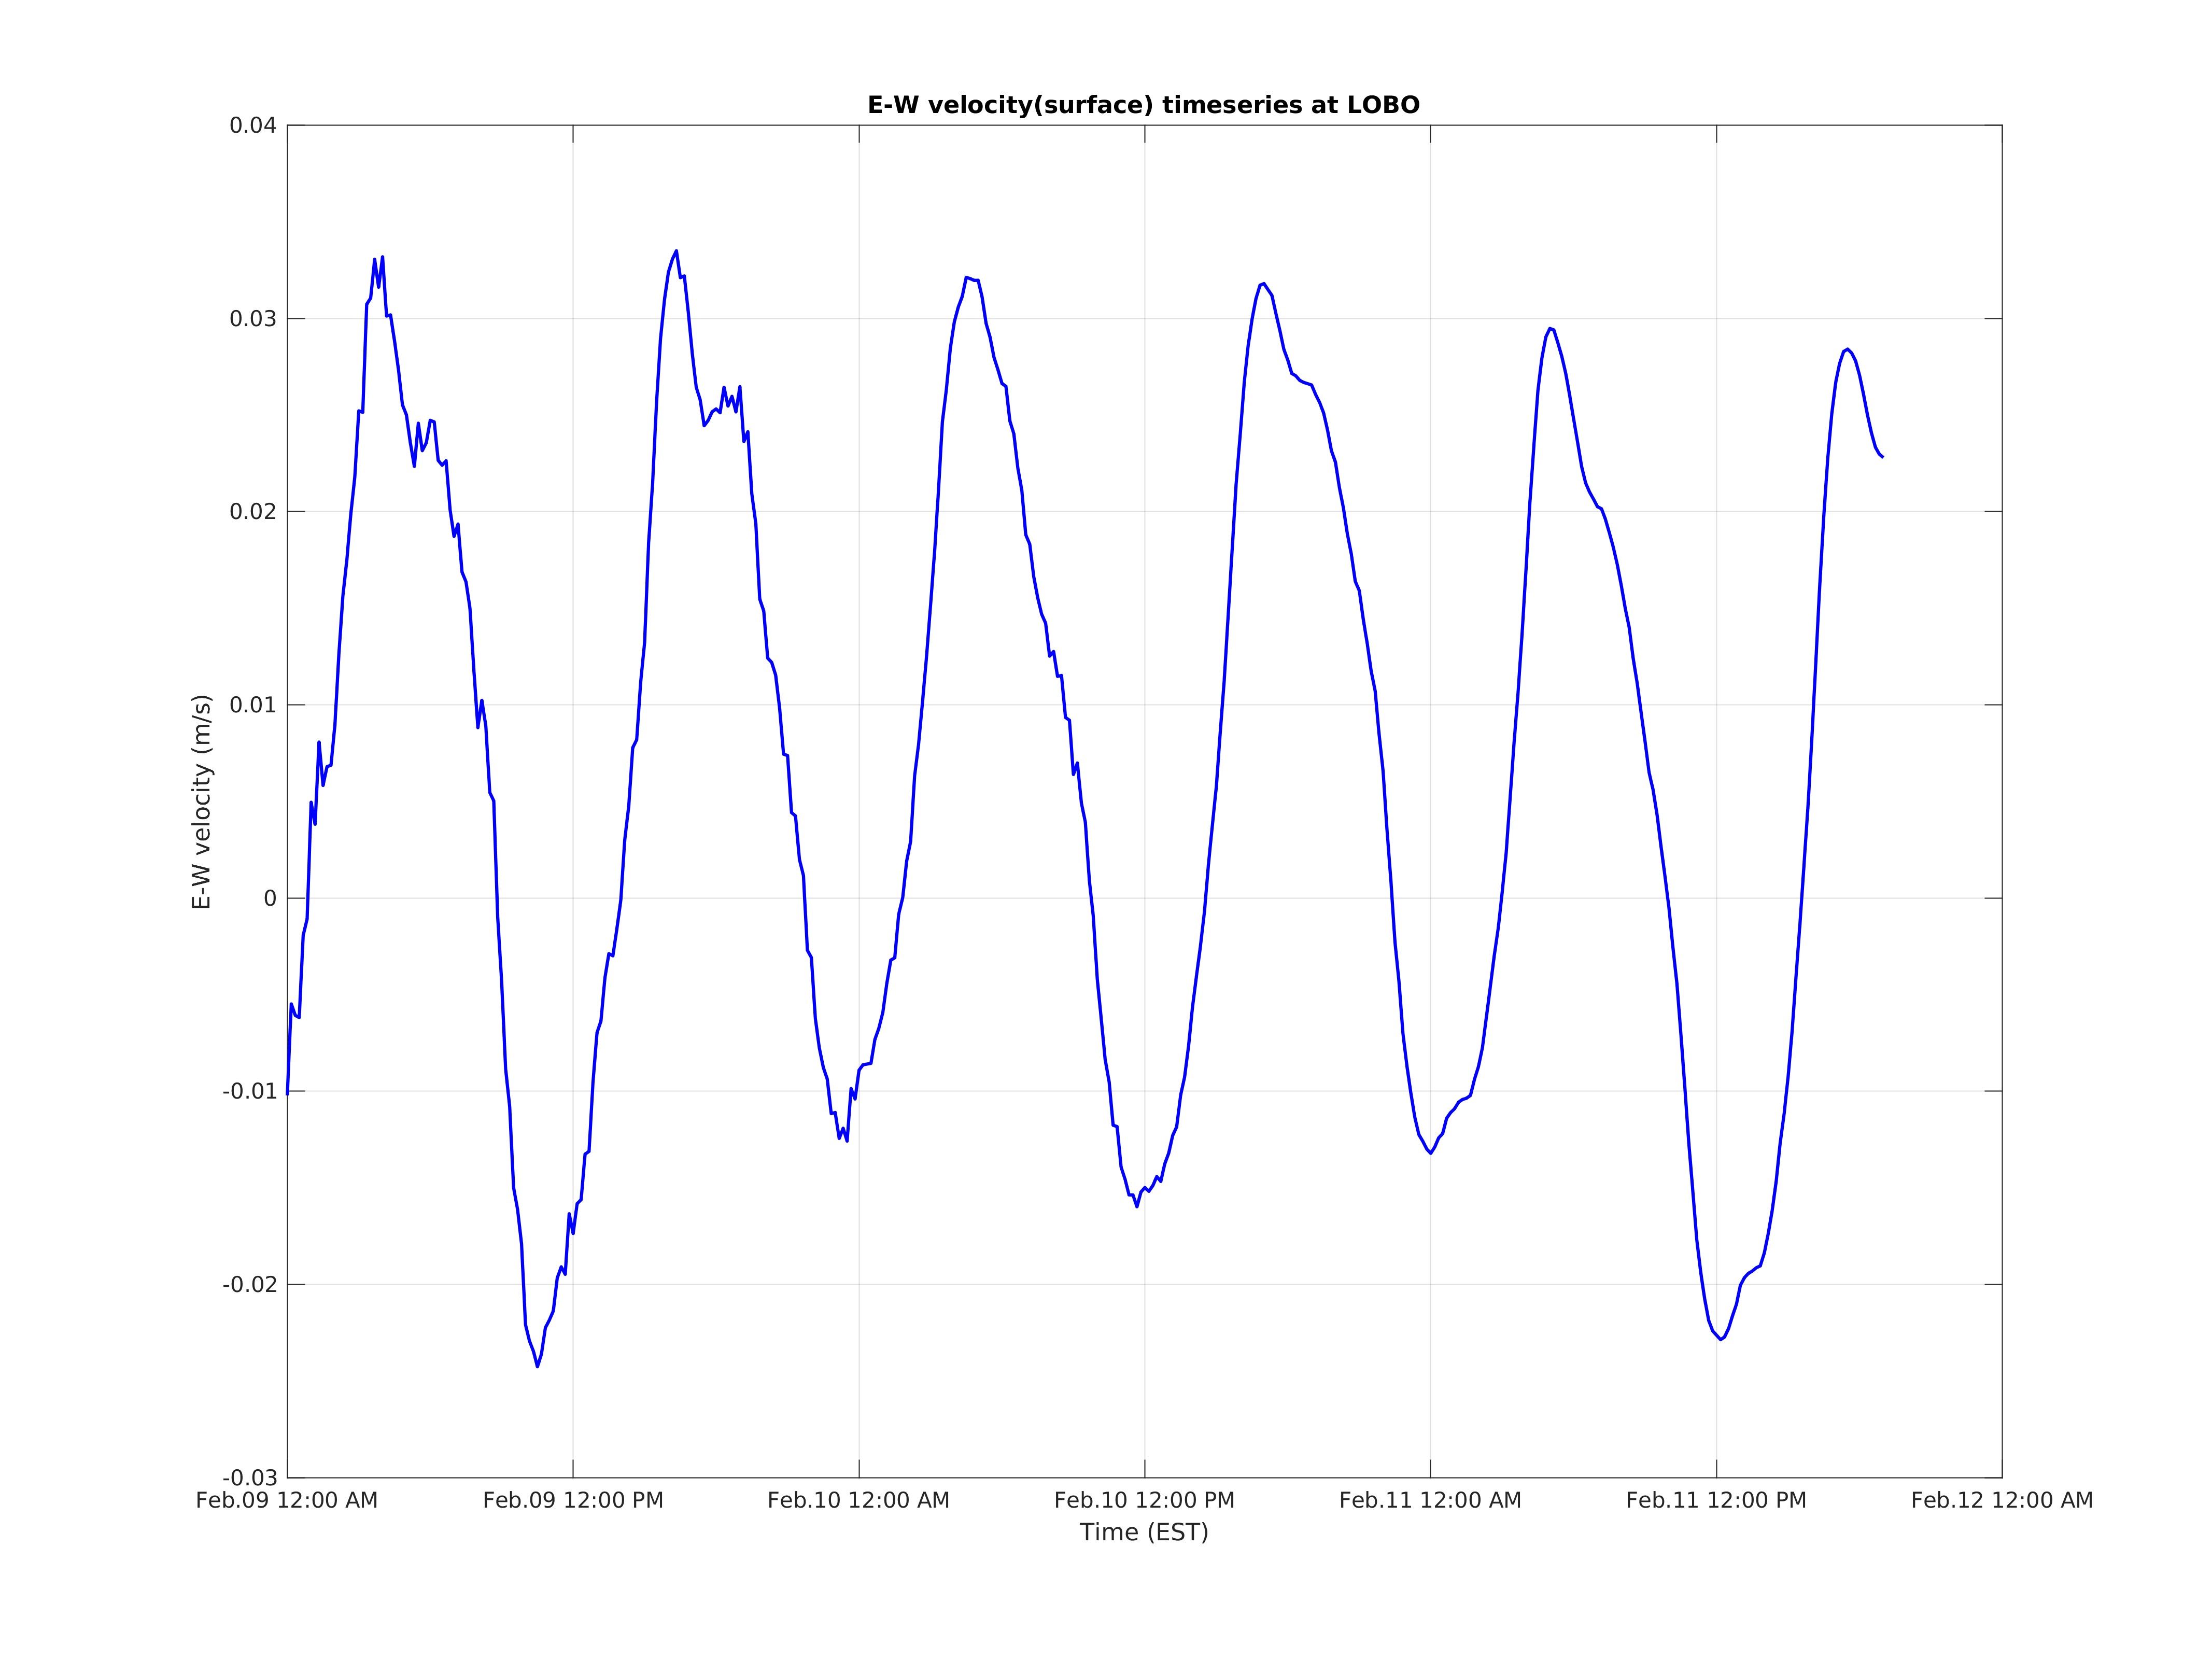 E-W velocity(surface) timeseries at LOBO
0.04
0.03
0.02
0.01
0
-0.01
-0.02
-0.03
E-W velocity (m/s)
Feb.09 12:00 AM Feb.09 12:00 PM Feb.10 12:00 AM Feb.10 12:00 PM Feb.11 12:00 AM Feb.11 12:00 PM Feb.12 12:00 AM
Time (EST)